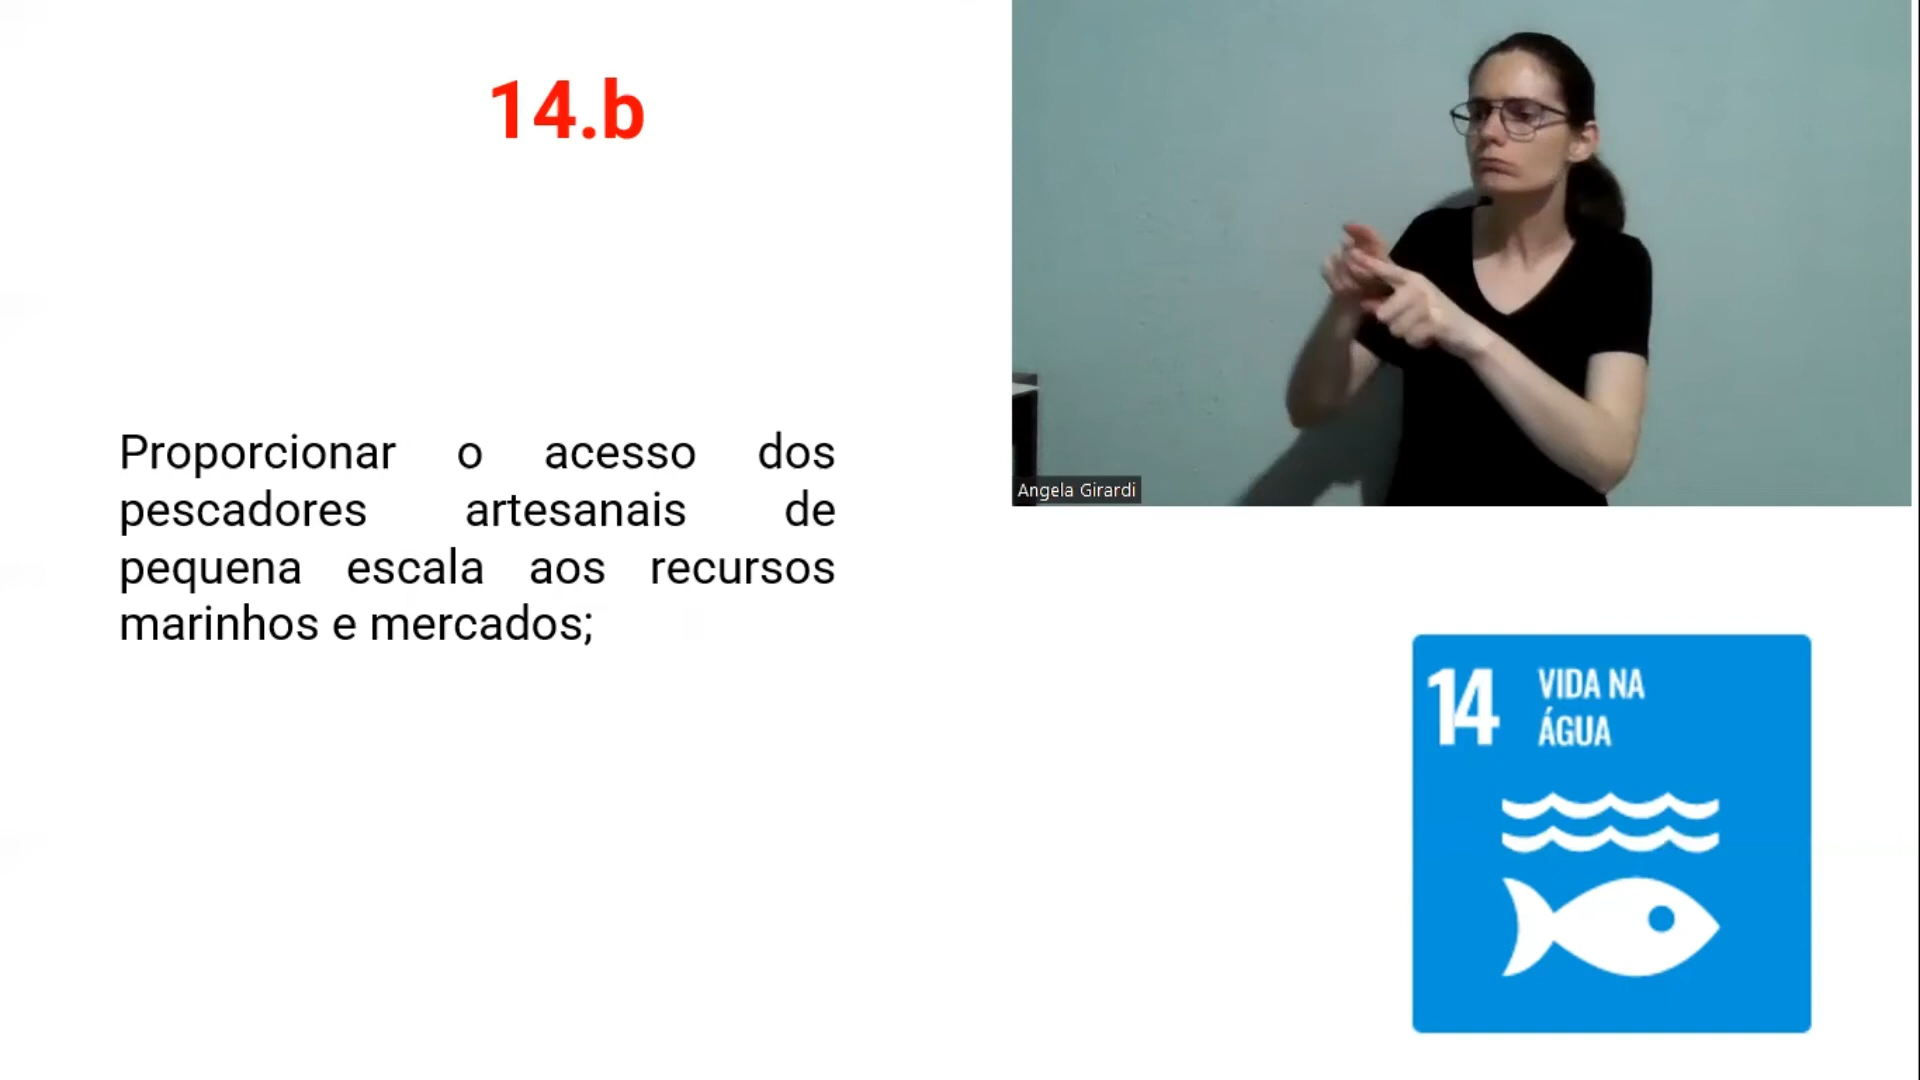 14.b
Proporcionar o acesso dos
pescadores artesanais de
pequena escala aos recursos
marinhos e mercados;
Angela Girardi
14 VIDA NA
ÁGUA